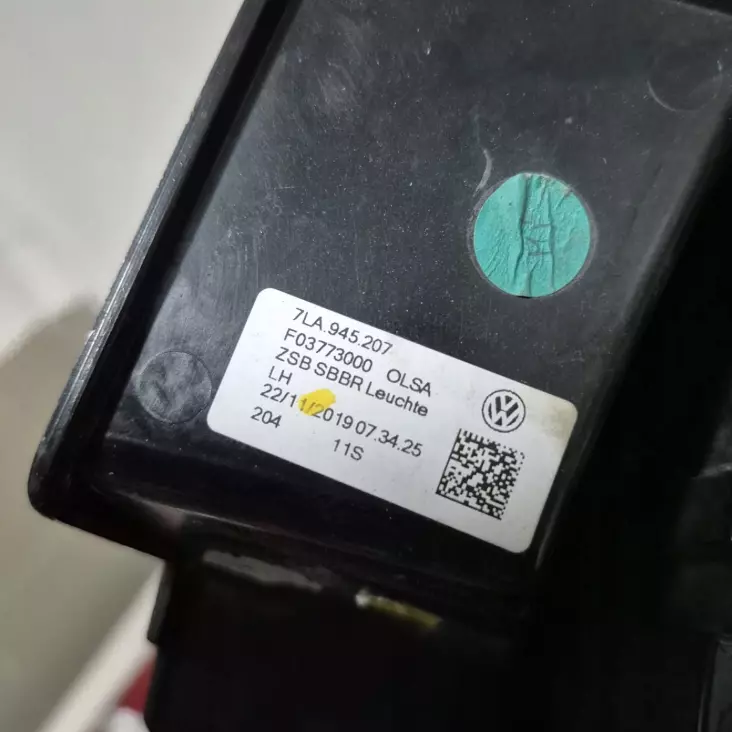 7LA.945.207
F03773000 OLSA
ZSB SBBR Leuchte
LH
22/11/2019 07.34.25
204 11S